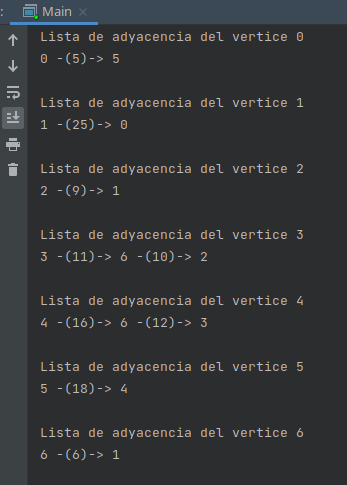 : Main ×
Lista de adyacencia del vertice 0
0 -(5)-> 5
Lista de adyacencia del vertice 1
1 -(25)-> 0
Lista de adyacencia del vertice 2
2 -(9)-> 1
Lista de adyacencia del vertice 3
3 -(11)-> 6 -(10)-> 2
Lista de adyacencia del vertice 4
4 -(16)-> 6 -(12)-> 3
Lista de adyacencia del vertice 5
5 -(18)-> 4
Lista de adyacencia del vertice 6
6 -(6)-> 1